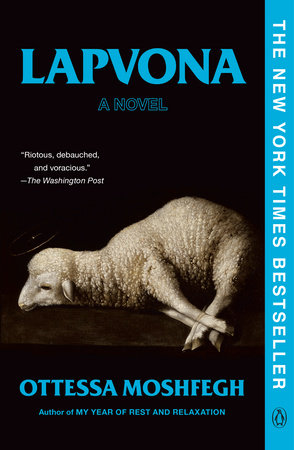 LAPVONA
A NOVEL
“Riotous, debauched,
and voracious.”
—The Washington Post
OTTESSA MOSHFEGH
Author of MY YEAR OF REST AND RELAXATION
THE NEW YORK TIMES BESTSELLER